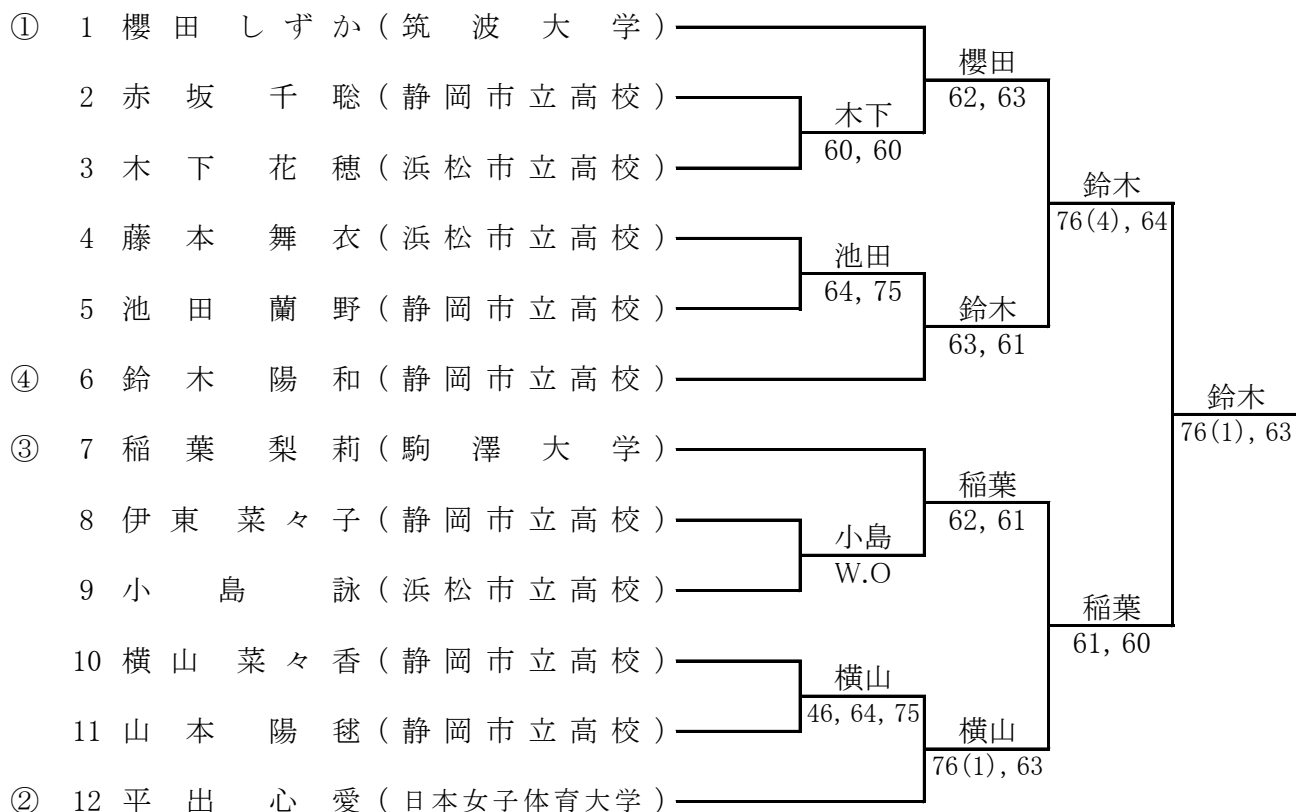 ① 1 櫻田 しずか (筑波大学)
櫻田
2 赤坂 千聡 (静岡市立高校)
62, 63
木下
60, 60
3 木下 花穂 (浜松市立高校)
鈴木
76(4), 64
4 藤本 舞衣 (浜松市立高校)
池田
64, 75
5 池田 蘭野 (静岡市立高校)
鈴木
63, 61
④ 6 鈴木 陽和 (静岡市立高校)
鈴木
76(1), 63
③ 7 稲葉 梨莉 (駒澤大学)
稲葉
62, 61
8 伊東 菜々子 (静岡市立高校)
小島
W.O
9 小島 詠 (浜松市立高校)
稲葉
61, 60
10 横山 菜々香 (静岡市立高校)
横山
46, 64, 75
11 山本 陽毬 (静岡市立高校)
横山
76(1), 63
② 12 平出 心愛 (日本女子体育大学)